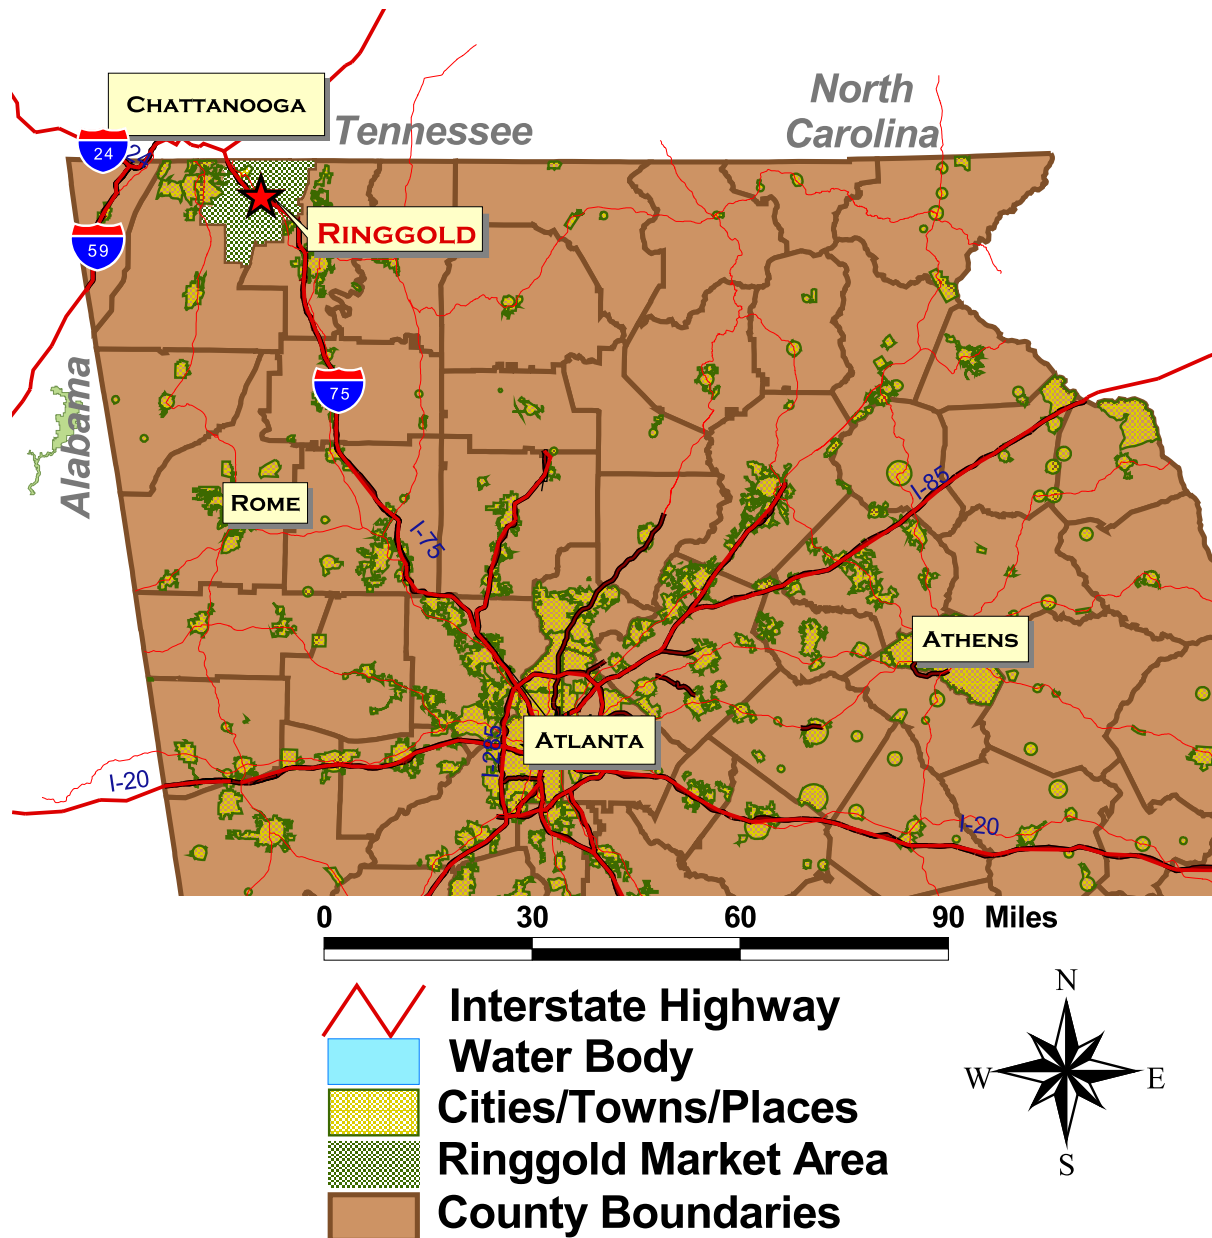 North
Carolina
CHATTANOOGA
Tennessee
24
24
59
RINGGOLD
Alabama
75
ROME
I-75
I-85
ATHENS
I-285
ATLANTA
I-20
I-20
0 30 60 90 Miles
Interstate Highway
Water Body
Cities/Towns/Places
Ringgold Market Area
County Boundaries
N
W E
S